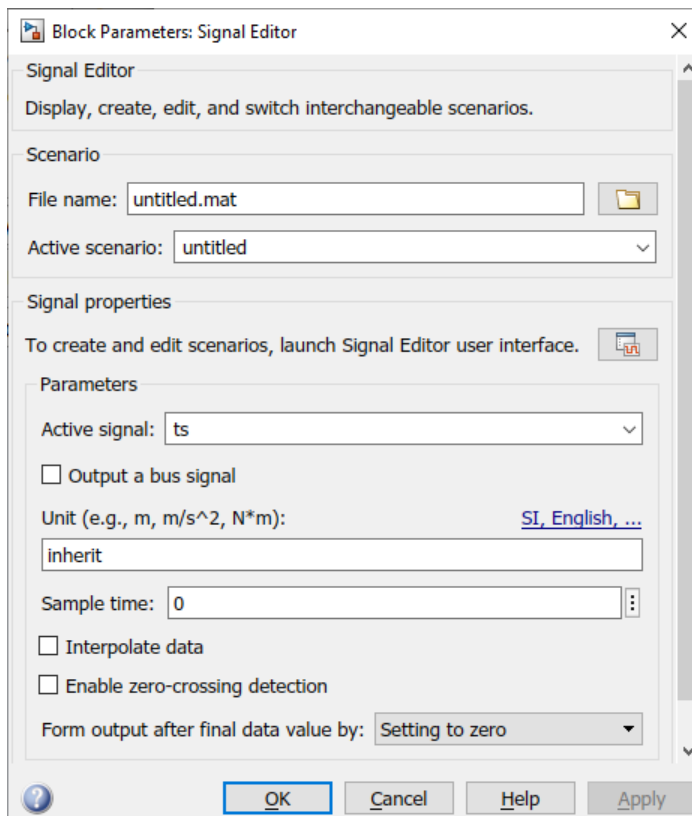 Block Parameters: Signal Editor
Signal Editor
Display, create, edit, and switch interchangeable scenarios.
Scenario
File name: untitled.mat
Active scenario: untitled
Signal properties
To create and edit scenarios, launch Signal Editor user interface.
Parameters
Active signal: ts
Output a bus signal
Unit (e.g., m, m/s^2, N*m): SI, English, ...
inherit
Sample time: 0
Interpolate data
Enable zero-crossing detection
Form output after final data value by: Setting to zero
OK Cancel Help Apply